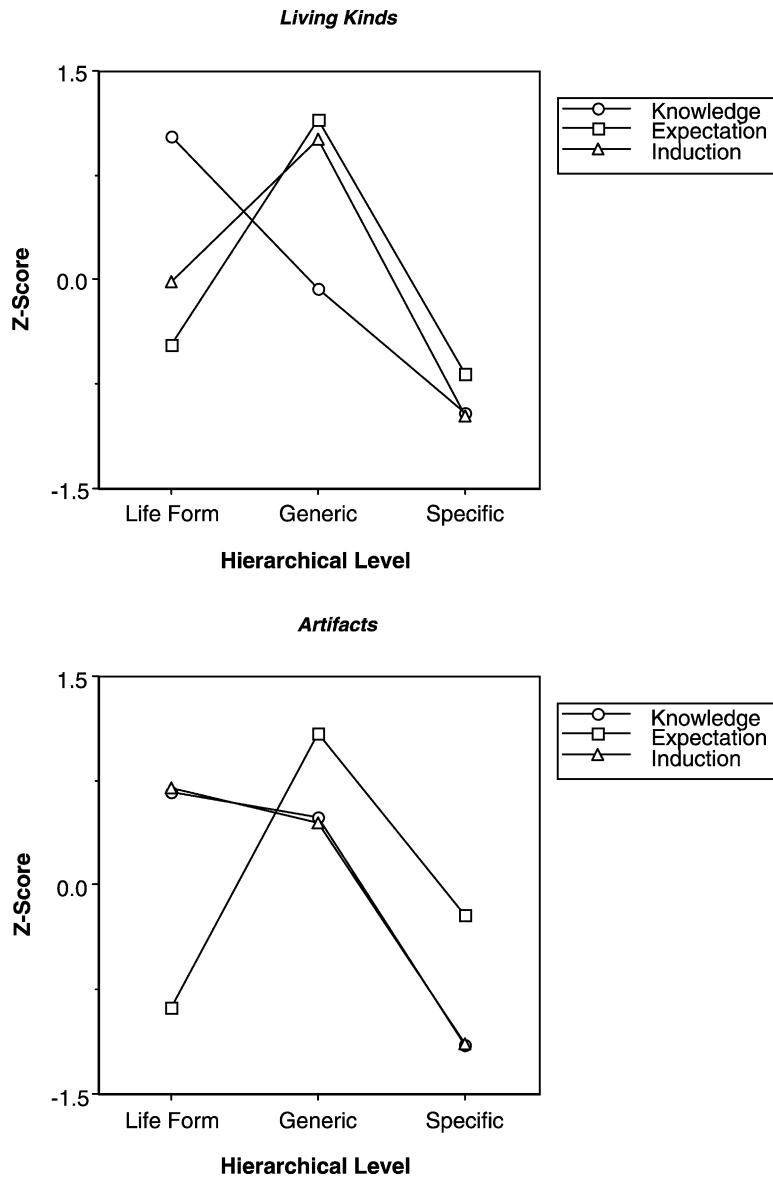 Living Kinds
1.5
0.0
-1.5
Z-Score
Life Form Generic Specific
Hierarchical Level
Knowledge
Expectation
Induction
Artifacts
1.5
0.0
-1.5
Z-Score
Life Form Generic Specific
Hierarchical Level
Knowledge
Expectation
Induction